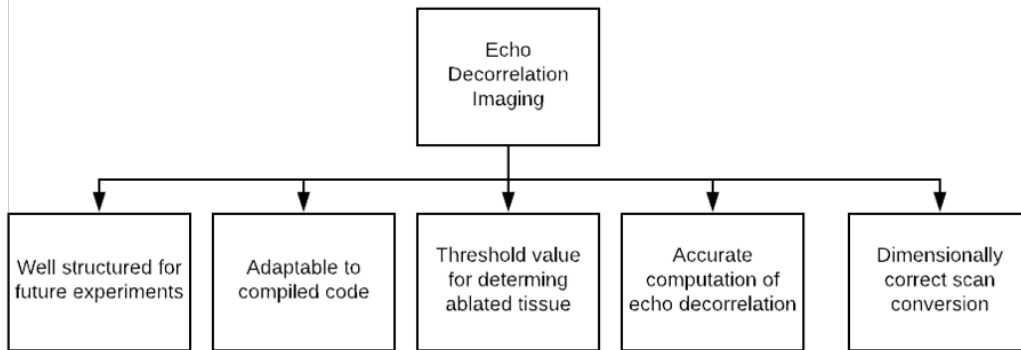 Echo
Decorrelation
Imaging
Well structured for
future experiments
Adaptable to
compiled code
Threshold value
for determing
ablated tissue
Accurate
computation of
echo decorrelation
Dimensionally
correct scan
conversion